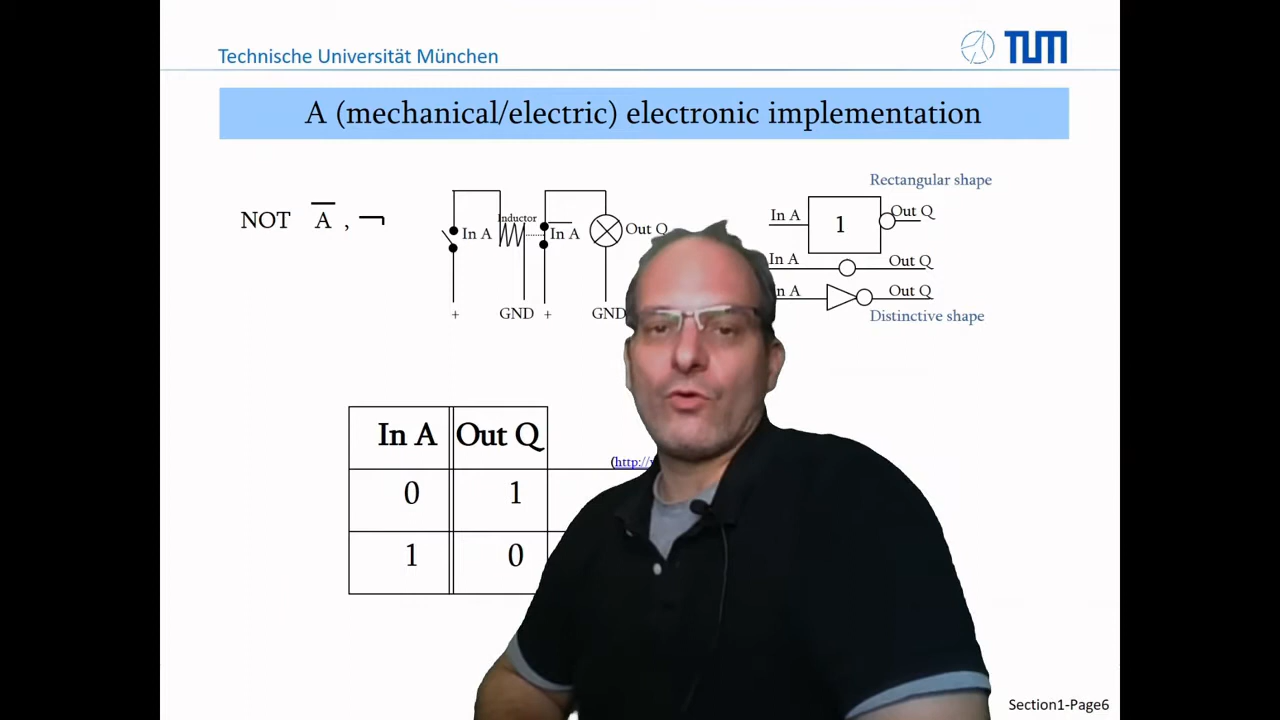 Technische Universität München
TUM
A (mechanical/electric) electronic implementation
NOT A , ¬
Inductor
In A
In A
Out Q
+
GND
+
GND
Rectangular shape
In A
1
Out Q
In A
Out Q
In A
Out Q
Distinctive shape
In A Out Q
0 1
1 0
(http://
Section1-Page6